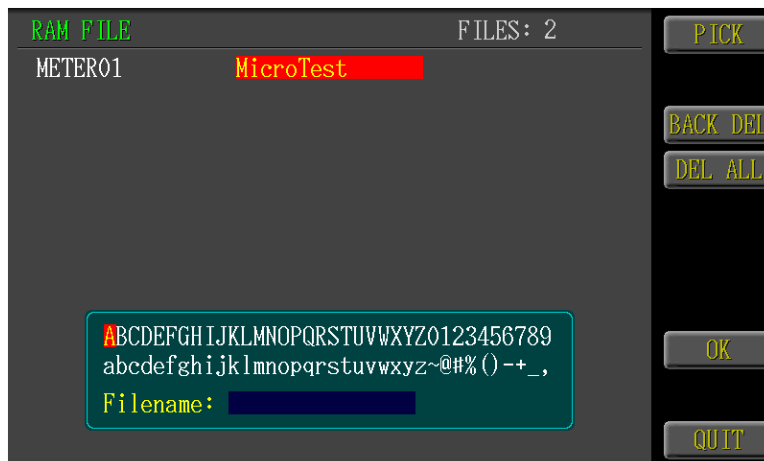 RAM FILE FILES: 2
METER01 MicroTest
ABCDEFGHIJKLMNOPQRSTUVWXYZ0123456789
abcdefghijklmnopqrstuvwxyz~@#%()-+_,
Filename:
PICK
BACK DEL
DEL ALL
OK
QUIT